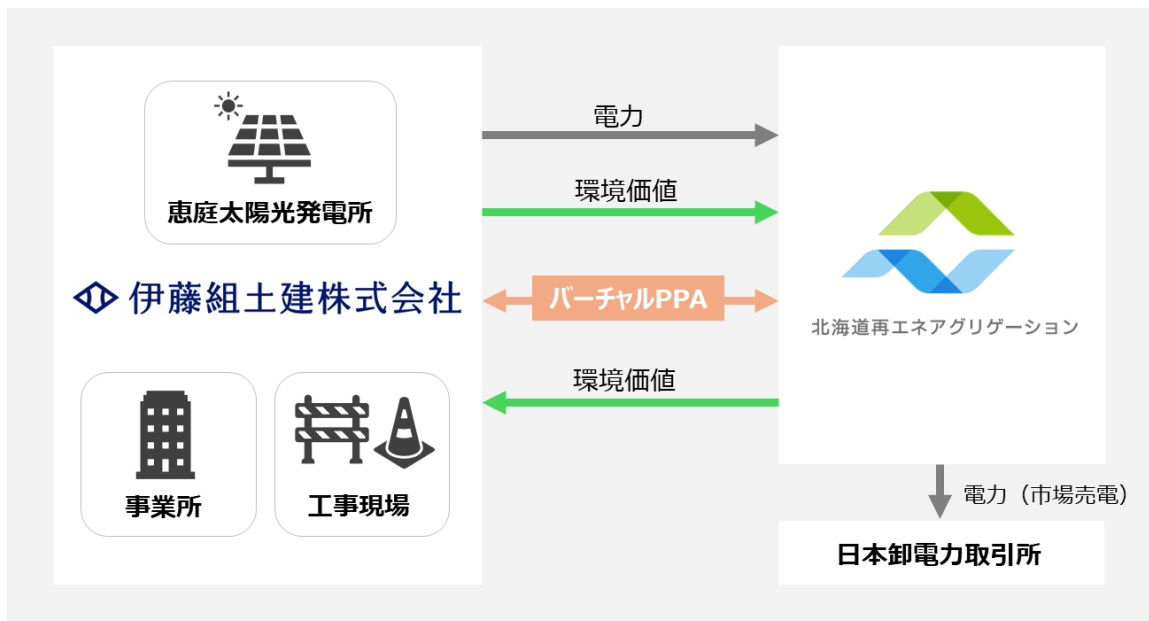 恵庭太陽光発電所
伊藤組土建株式会社
事業所
工事現場
電力
環境価値
バーチャルPPA
環境価値
北海道再エネアグリゲーション
電力（市場売電）
日本卸電力取引所